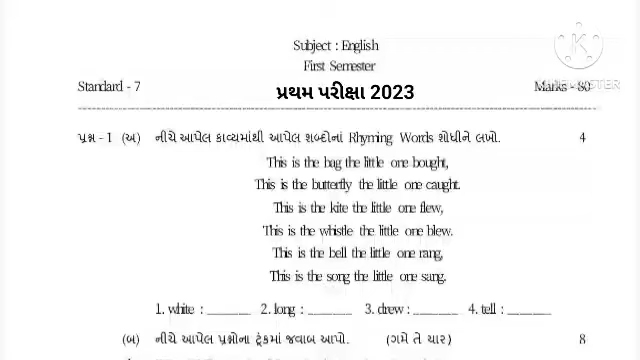 Subject : English
First Semester
Standard - 7 પ્રથમ પરીક્ષા 2023 Marks - 80
પ્રશ્ન - 1 (અ) નીચે આપેલ કાવ્યમાંથી આપેલ શબ્દોનાં Rhyming Words શોધીને લખો. 4
This is the bag the little one bought,
This is the butterfly the little one caught.
This is the kite the little one flew,
This is the whistle the little one blew.
This is the bell the little one rang,
This is the song the little one sang.
1. white : ______ 2. long : ______ 3. drew : ______ 4. tell : ______
(બ) નીચે આપેલ પ્રશ્નોના ટૂંકમાં જવાબ આપો. (ગમે તે ચાર) 8